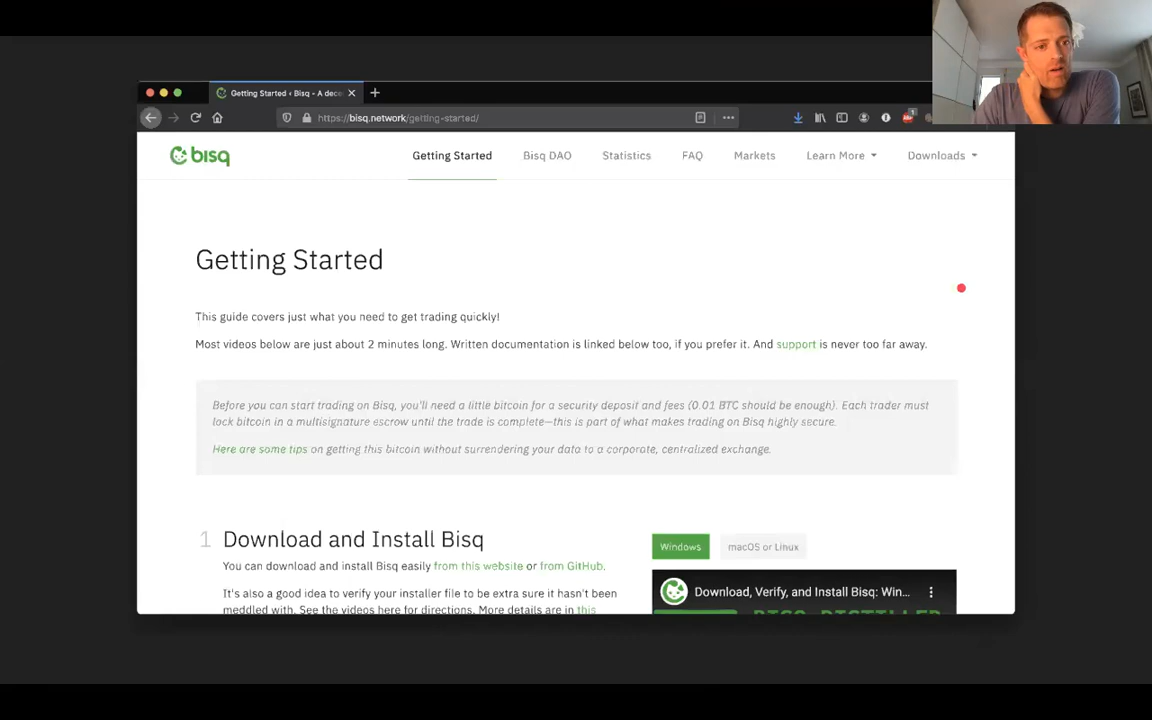 Getting Started • Bisq - A dece
https://bisq.network/getting-started/
1
bisq
Getting Started
Bisq DAO
Statistics
FAQ
Markets
Learn More
Downloads
Getting Started
This guide covers just what you need to get trading quickly!
Most videos below are just about 2 minutes long. Written documentation is linked below too, if you prefer it. And support is never too far away.
Before you can start trading on Bisq, you'll need a little bitcoin for a security deposit and fees (0.01 BTC should be enough). Each trader must
lock bitcoin in a multisignature escrow until the trade is complete—this is part of what makes trading on Bisq highly secure.
Here are some tips on getting this bitcoin without surrendering your data to a corporate, centralized exchange.
1 Download and Install Bisq
You can download and install Bisq easily from this website or from GitHub.
It's also a good idea to verify your installer file to be extra sure it hasn't been
meddled with. See the videos here for directions. More details are in this
Windows
macOS or Linux
Download, Verify, and Install Bisq: Win...